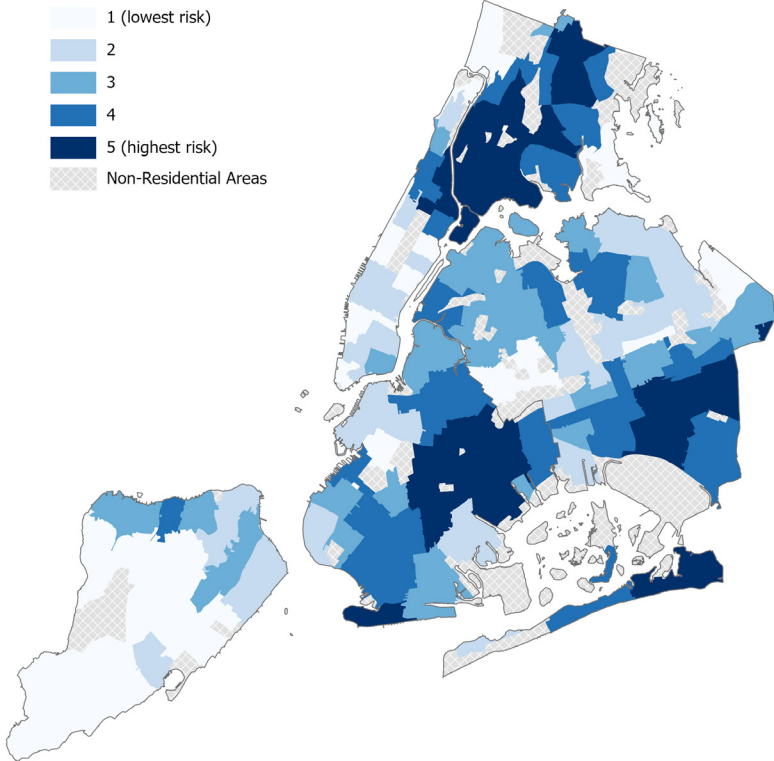 1 (lowest risk)
2
3
4
5 (highest risk)
Non-Residential Areas